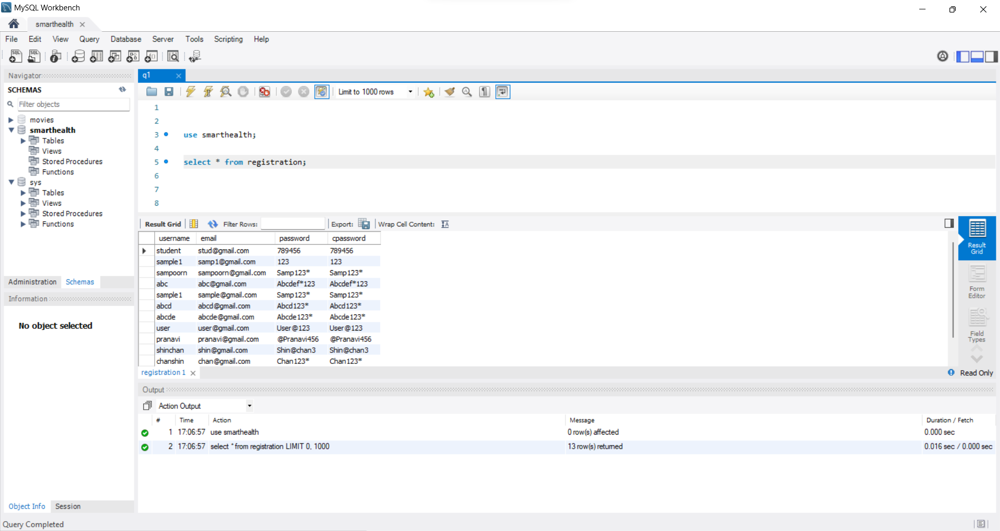 MySQL Workbench
smarthealth
File Edit View Query Database Server Tools Scripting Help
Navigator
SCHEMAS
Filter objects
movies
smarthealth
Tables
Views
Stored Procedures
Functions
sys
Tables
Views
Stored Procedures
Functions
Administration Schemas
Information
No object selected
Object Info Session
q1
Limit to 1000 rows
1
2
3 use smarthealth;
4
5 select * from registration;
6
7
8
Result Grid Filter Rows: Export: Wrap Cell Content:
username email password cpassword
student stud@gmail.com 789456 789456
sample1 samp1@gmail.com 123 123
sampoorn sampoorn@gmail.com Samp123* Samp123*
abc abc@gmail.com Abcdef*123 Abcdef*123
sample1 sample@gmail.com Samp123* Samp123*
abcd abcd@gmail.com Abcd123* Abcd123*
abcde abcde@gmail.com Abcde123* Abcde123*
user user@gmail.com User@123 User@123
pranavi pranavi@gmail.com @Pranavi456 @Pranavi456
shinchan shin@gmail.com Shin@chan3 Shin@chan3
chanshin chan@gmail.com Chan123* Chan123*
Result
Grid
Form
Editor
Field
Types
registration 1 Read Only
Output
Action Output
# Time Action Message Duration / Fetch
1 17:06:57 use smarthealth 0 row(s) affected 0.000 sec
2 17:06:57 select * from registration LIMIT 0, 1000 13 row(s) returned 0.016 sec / 0.000 sec
Query Completed